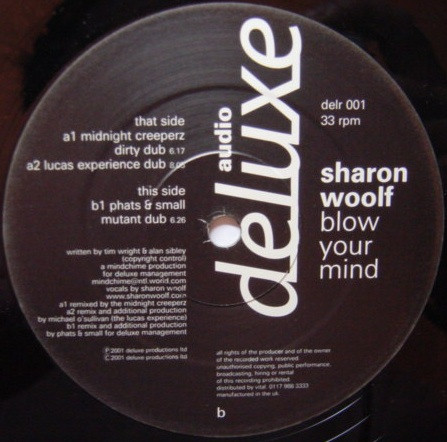 that side
a1 midnight creeperz
dirty dub 6.17
a2 lucas experience dub 8.05
this side
b1 phats & small
mutant dub 6.26
written by tim wright & alan sibley
(copyright control)
a mindchime production
for deluxe management
mindchime@ntl.world.com
vocals by sharon woolf
www.sharonwoolf.com
a1 remixed by the midnight creeperz
a2 remix and additional production
by michael o'sullivan (the lucas experience)
b1 remix and additional production
by phats & small for deluxe management
℗2001 deluxe productions ltd
©2001 deluxe productions ltd
audio
deluxe
delr 001
33 rpm
sharon
woolf
blow
your
mind
all rights of the producer and of the owner
of the recorded work reserved.
unauthorised copying, public performance,
broadcasting, hiring or rental
of this recording prohibited.
distributed by vital 0117 988 3333
manufactured in the uk.
b